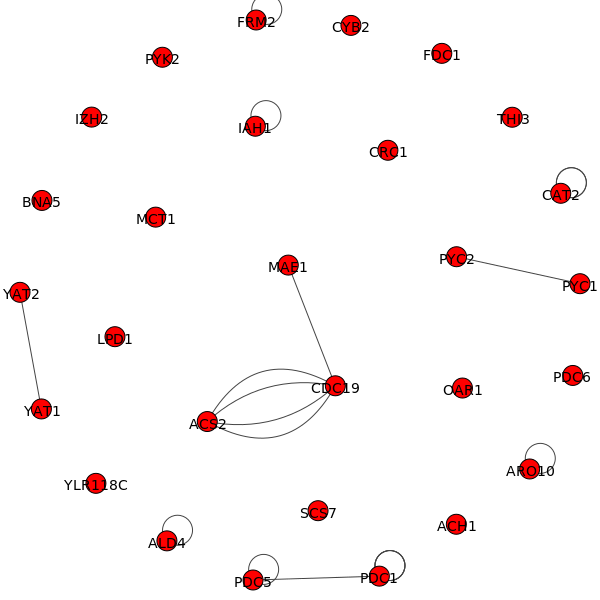 FRM2
CYB2
FDC1
PYK2
IZH2
IAH1
THI3
CRC1
CAT2
BNA5
MCT1
PYC2
MAE1
PYC1
YAT2
LPD1
PDC6
CDC19
OAR1
YAT1
ACS2
ARO10
YLR118C
SCS7
ACH1
ALD4
PDC5
PDC1